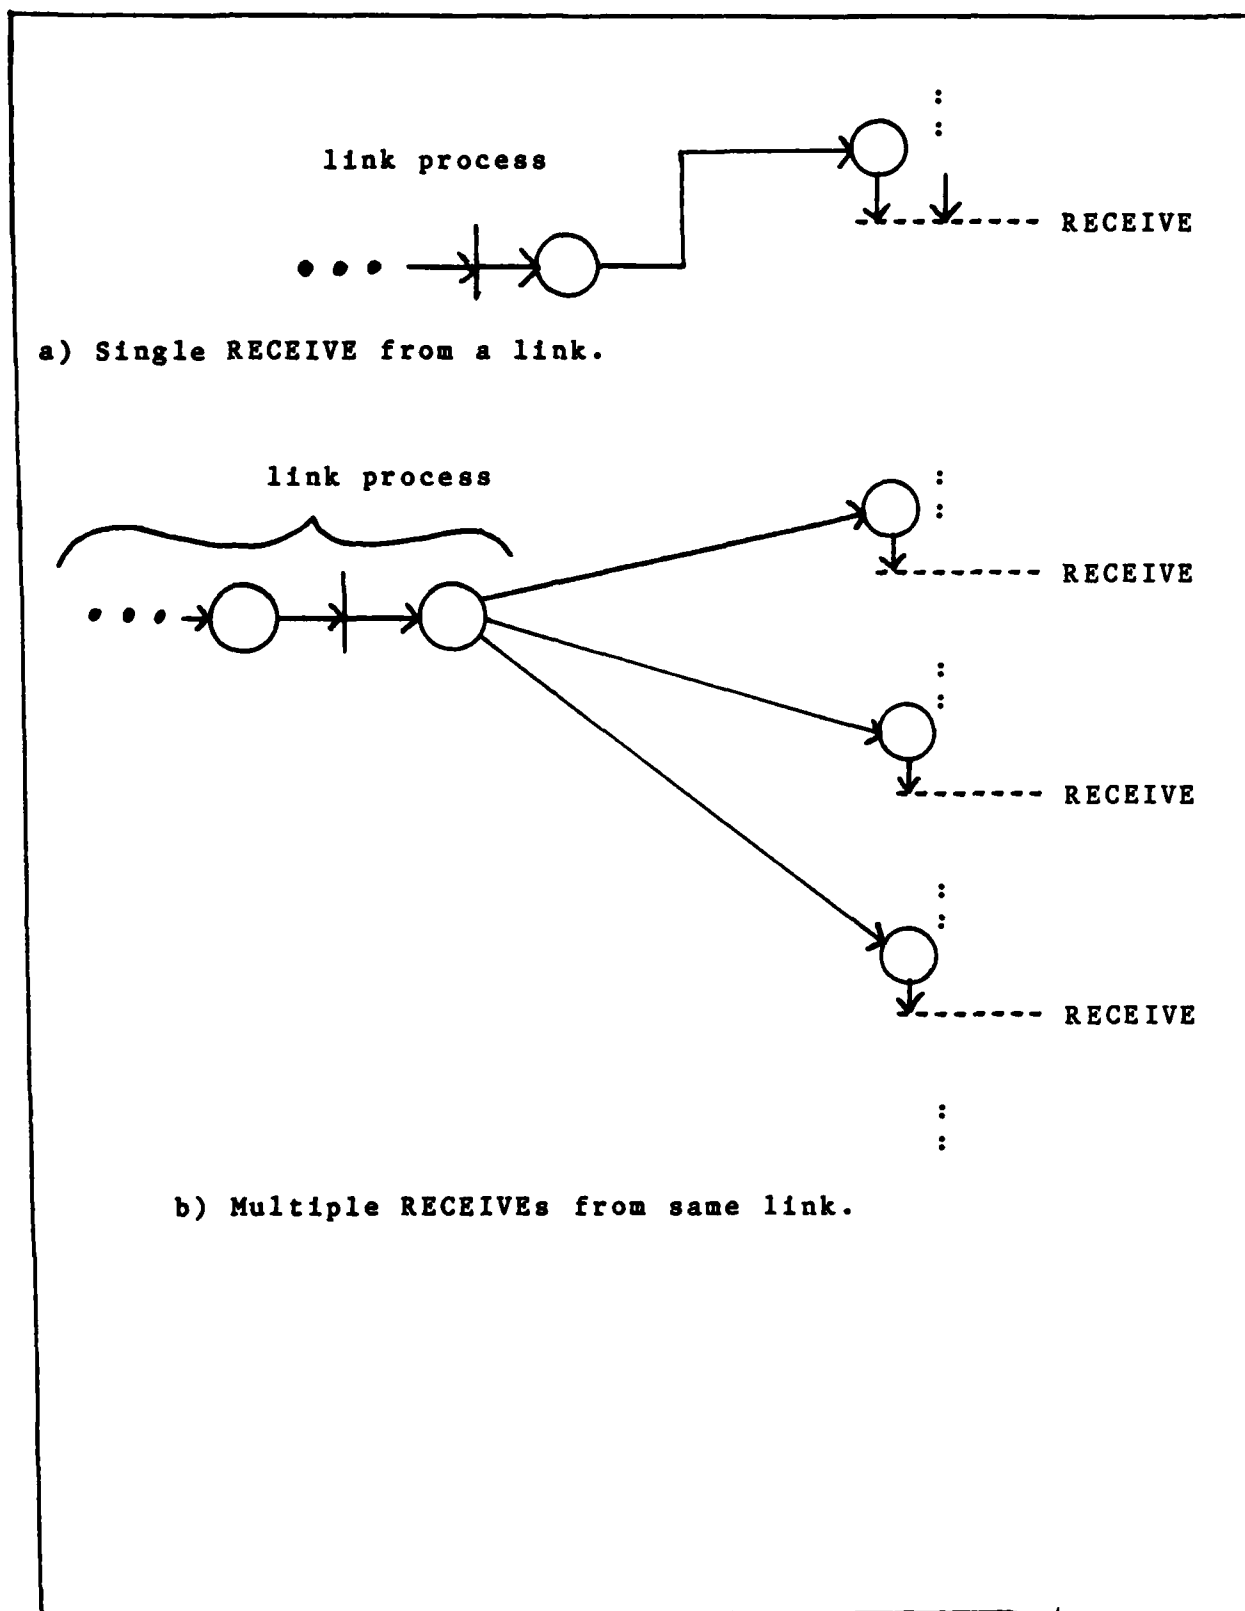 link process
RECEIVE
a) Single RECEIVE from a link.
link process
RECEIVE
RECEIVE
RECEIVE
b) Multiple RECEIVEs from same link.